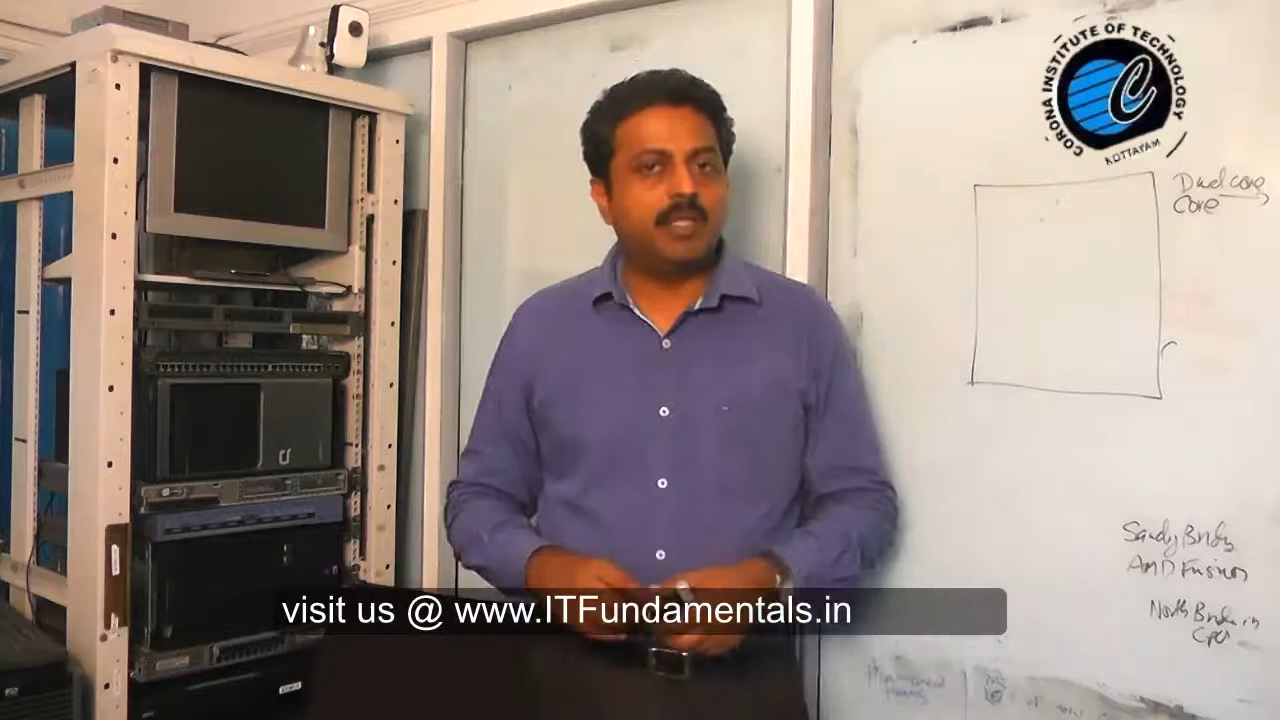 CORONA INSTITUTE OF TECHNOLOGY
KOTTAYAM
Dual core
Core
Sandy Bridge
AMD Fusion
North Bridge in
CPU
visit us @ www.ITFundamentals.in